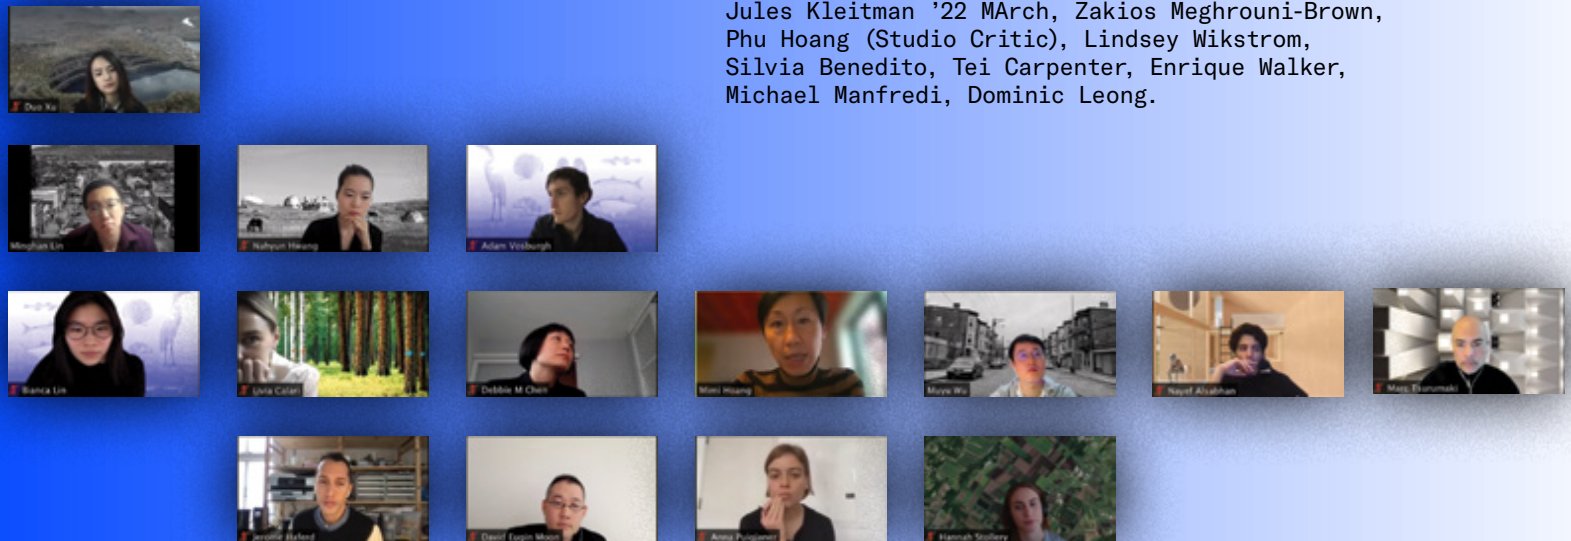 Jules Kleitman ’22 MArch, Zakios Meghrouni-Brown,
Phu Hoang (Studio Critic), Lindsey Wikstrom,
Silvia Benedito, Tei Carpenter, Enrique Walker,
Michael Manfredi, Dominic Leong.
Duo Xu
Minghan Lin
Nahyun Hwang
Adam Vosburgh
Bianca Lin
Livia Calari
Debbie M Chen
Mimi Hoang
Muyu Wu
Nayef Alsabhan
Marc Tsurumaki
Jerome Haferd
David Eugin Moon
Anna Puigjaner
Hannah Stollery